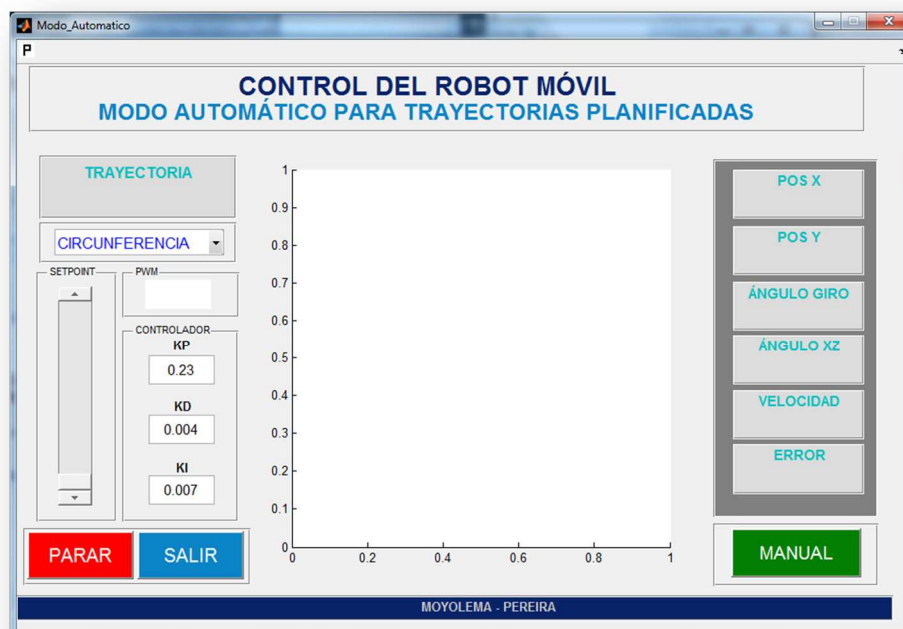 Modo_Automatico
P
CONTROL DEL ROBOT MÓVIL
MODO AUTOMÁTICO PARA TRAYECTORIAS PLANIFICADAS
TRAYECTORIA
CIRCUNFERENCIA
SETPOINT
PWM
CONTROLADOR
KP
0.23
KD
0.004
KI
0.007
PARAR
SALIR
1
0.9
0.8
0.7
0.6
0.5
0.4
0.3
0.2
0.1
0
0 0.2 0.4 0.6 0.8 1
POS X
POS Y
ÁNGULO GIRO
ÁNGULO XZ
VELOCIDAD
ERROR
MANUAL
MOYOLEMA - PEREIRA